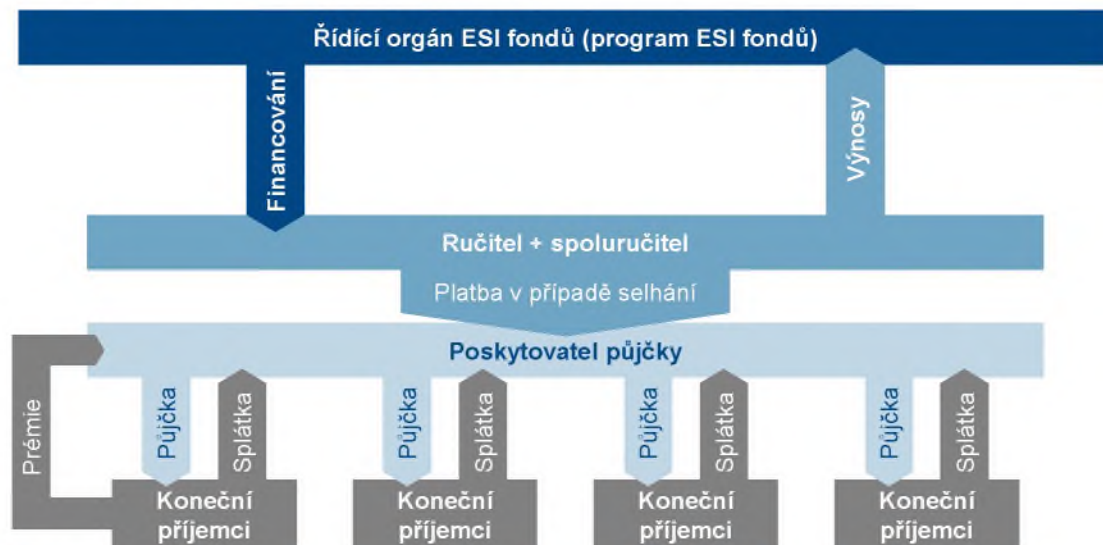 Řídící orgán ESI fondů (program ESI fondů)
Financování
Výnosy
Ručitel + spoluručitel
Platba v případě selhání
Poskytovatel půjčky
Prémie
Půjčka
Splátka
Půjčka
Splátka
Půjčka
Splátka
Půjčka
Splátka
Koneční
příjemci
Koneční
příjemci
Koneční
příjemci
Koneční
příjemci